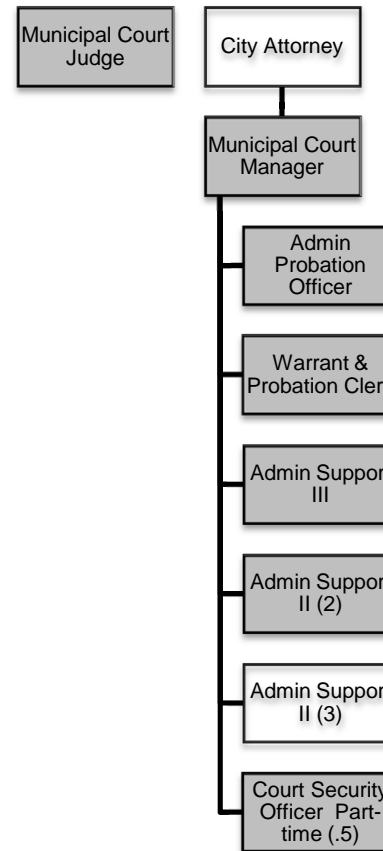 Municipal Court
Judge
City Attorney
Municipal Court
Manager
Admin
Probation
Officer
Warrant &
Probation Cler
Admin Suppor
III
Admin Suppor
II (2)
Admin Suppor
II (3)
Court Security
Officer Part-
time (.5)